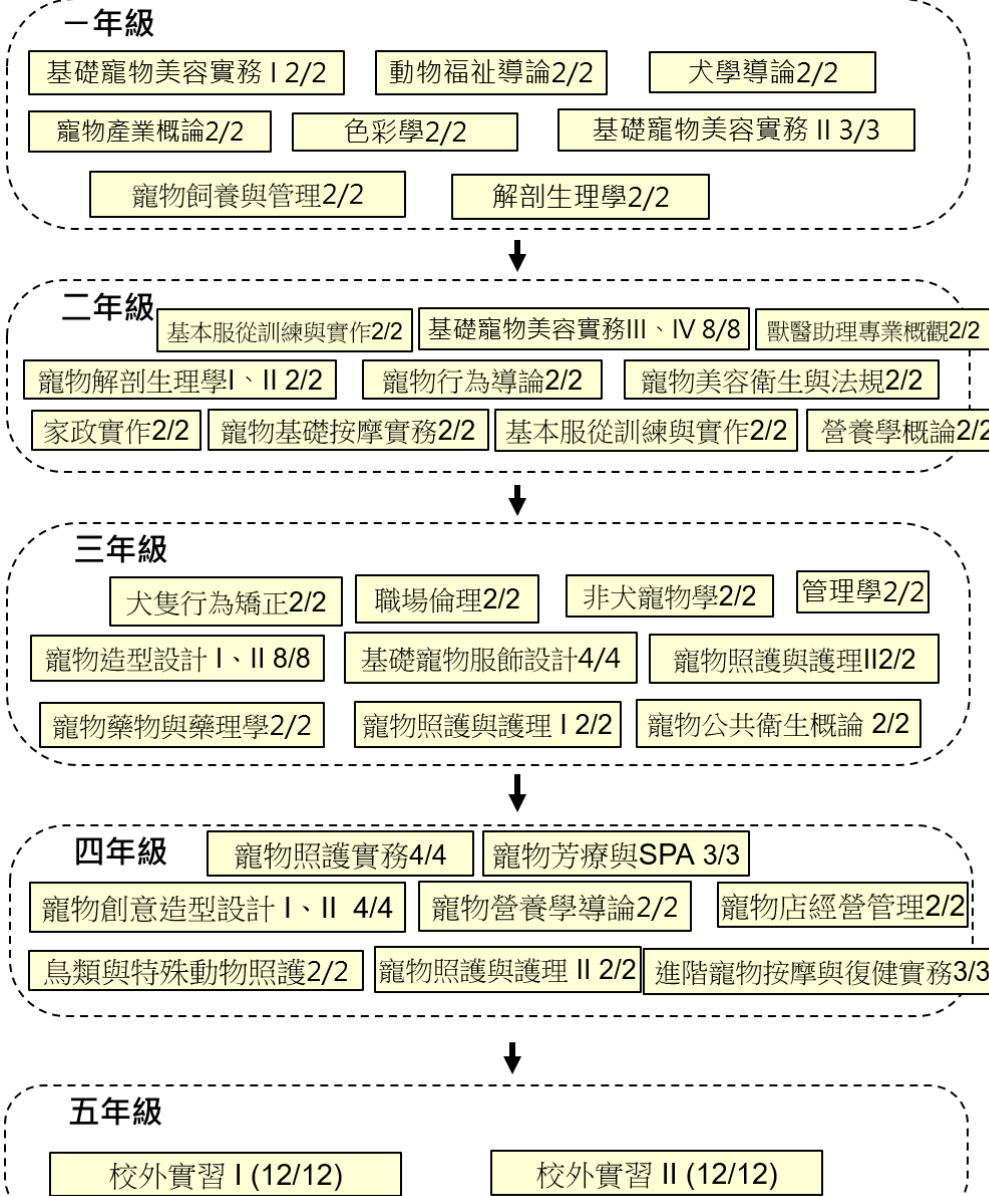 一年級
基礎寵物美容實務 I 2/2
動物福祉導論2/2
犬學導論2/2
寵物產業概論2/2
色彩學2/2
基礎寵物美容實務 II 3/3
寵物飼養與管理2/2
解剖生理學2/2
二年級
基本服從訓練與實作2/2
基礎寵物美容實務III、IV 8/8
獸醫助理專業概觀2/2
寵物解剖生理學I、II 2/2
寵物行為導論2/2
寵物美容衛生與法規2/2
家政實作2/2
寵物基礎按摩實務2/2
基本服從訓練與實作2/2
營養學概論2/2
三年級
犬隻行為矯正2/2
職場倫理2/2
非犬寵物學2/2
管理學2/2
寵物造型設計 I、II 8/8
基礎寵物服飾設計4/4
寵物照護與護理II2/2
寵物藥物與藥理學2/2
寵物照護與護理 I 2/2
寵物公共衛生概論 2/2
四年級
寵物照護實務4/4
寵物芳療與SPA 3/3
寵物創意造型設計 I、II 4/4
寵物營養學導論2/2
寵物店經營管理2/2
鳥類與特殊動物照護2/2
寵物照護與護理 II 2/2
進階寵物按摩與復健實務3/3
五年級
校外實習 I (12/12)
校外實習 II (12/12)